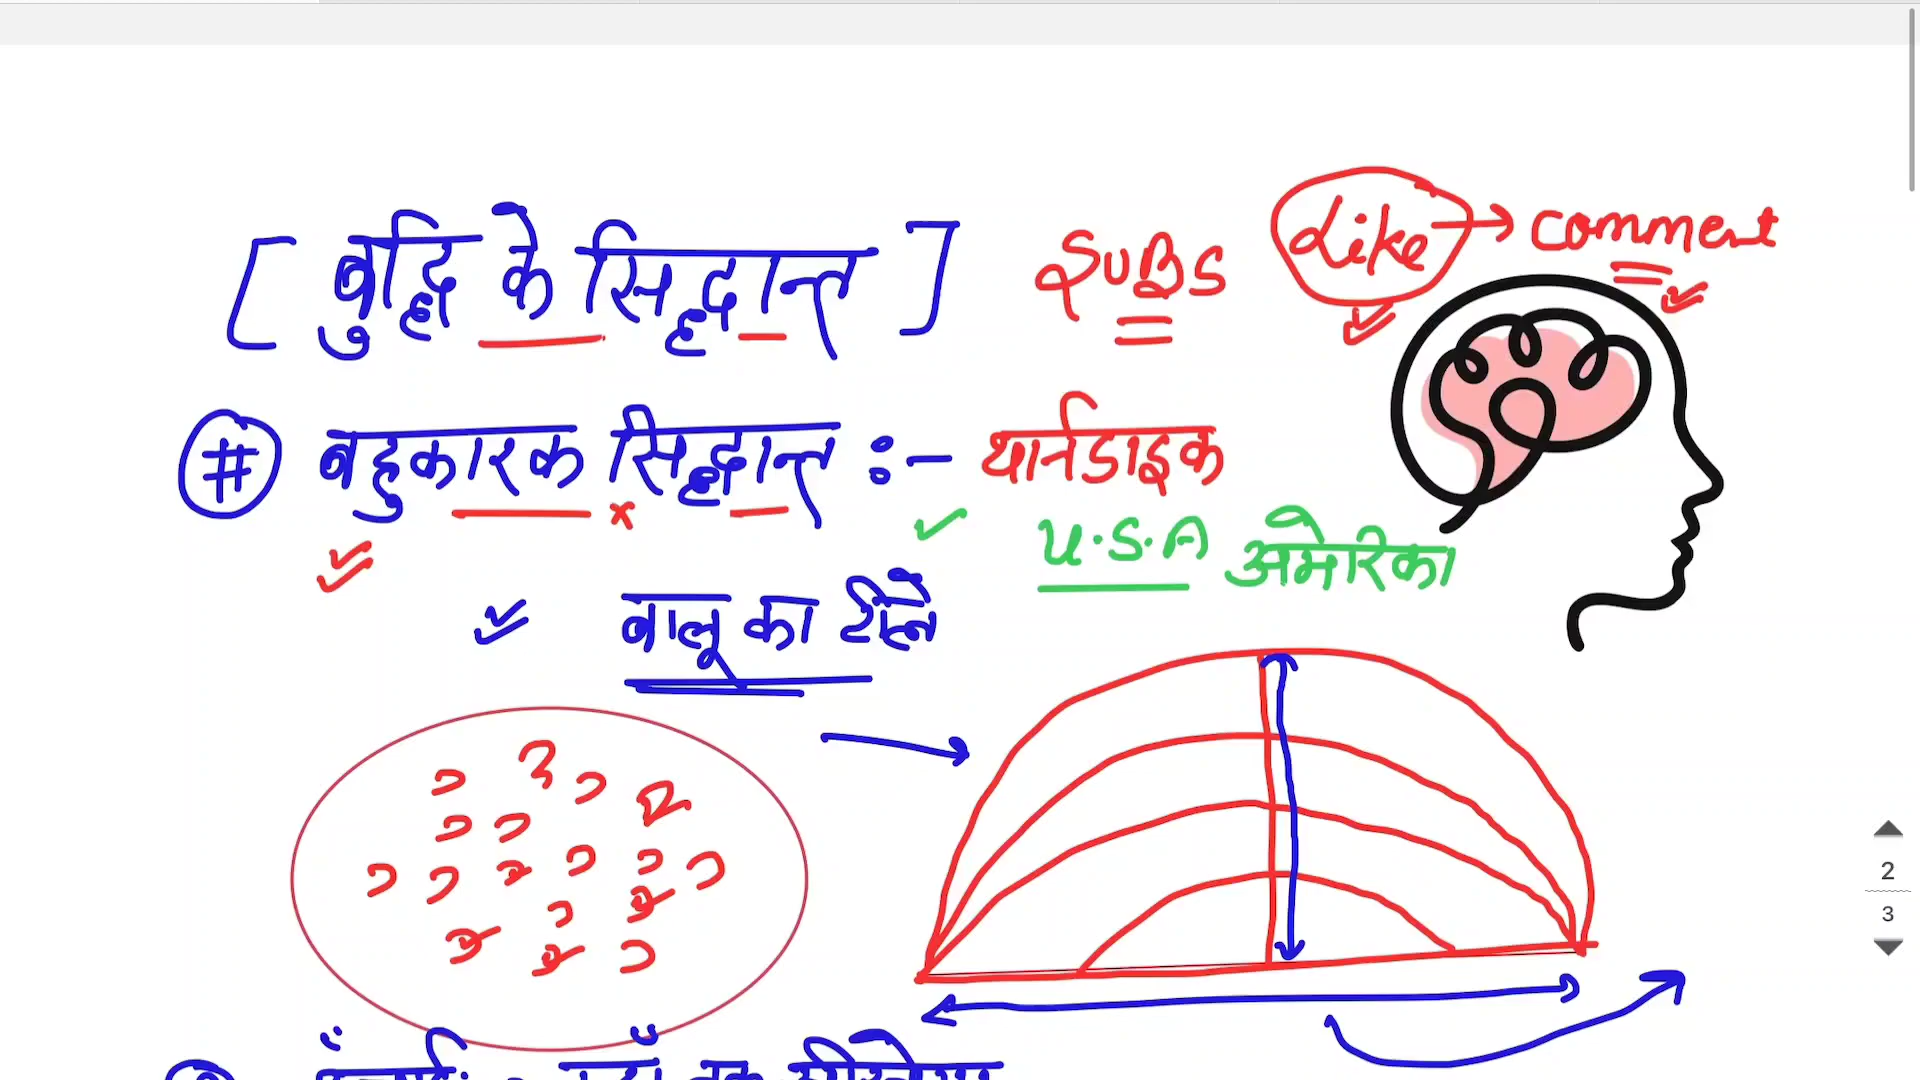 [ बुद्धि के सिद्धान्त ] SUBS Like → comment
# बहुकारक सिद्धान्त :- थार्नडाइक
U.S.A अमेरिका
बालू का टीले
2
3